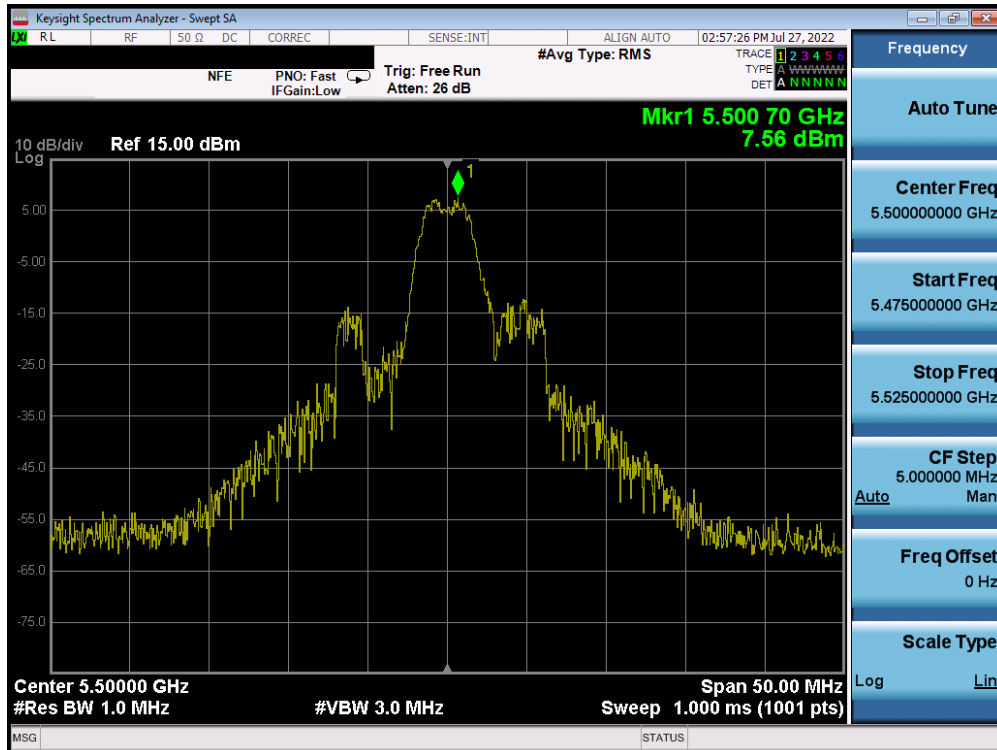 Keysight Spectrum Analyzer - Swept SA
LXI RL RF 50 Ω DC CORREC SENSE:INT ALIGN AUTO 02:57:26 PM Jul 27, 2022
#Avg Type: RMS TRACE 1 2 3 4 5 6
NFE PNO: Fast Trig: Free Run TYPE A WWWWW
IFGain:Low Atten: 26 dB DET A N N N N N
Mkr1 5.500 70 GHz
7.56 dBm
10 dB/div Ref 15.00 dBm
Log
1
5.00
-5.00
-15.0
-25.0
-35.0
-45.0
-55.0
-65.0
-75.0
Center 5.50000 GHz Span 50.00 MHz
#Res BW 1.0 MHz #VBW 3.0 MHz Sweep 1.000 ms (1001 pts)
MSG STATUS
Frequency
Auto Tune
Center Freq
5.500000000 GHz
Start Freq
5.475000000 GHz
Stop Freq
5.525000000 GHz
CF Step
5.000000 MHz
Auto Man
Freq Offset
0 Hz
Scale Type
Log Lin